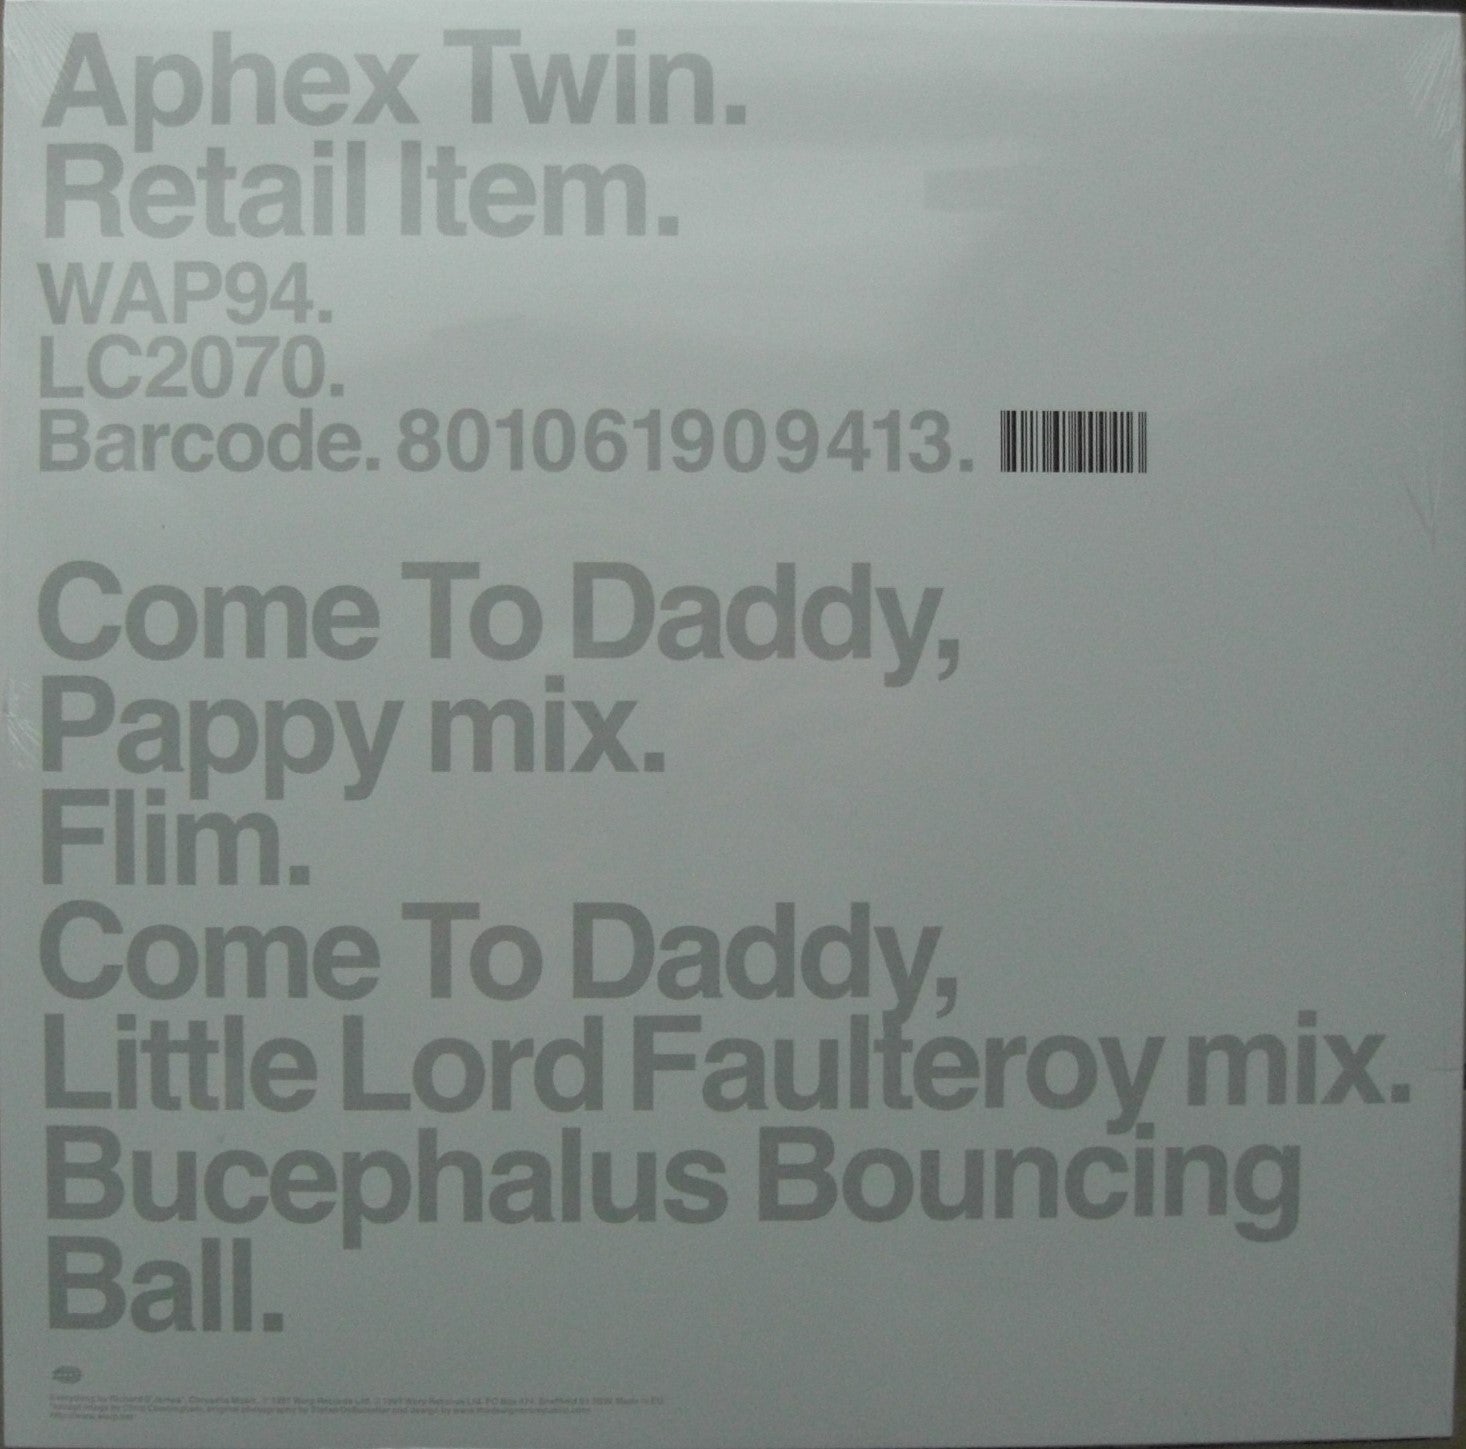 Aphex Twin.
Retail Item.
WAP94.
LC2070.
Barcode. 801061909413.
Come To Daddy,
Pappy mix.
Flim.
Come To Daddy,
Little Lord Faulteroy mix.
Bucephalus Bouncing
Ball.